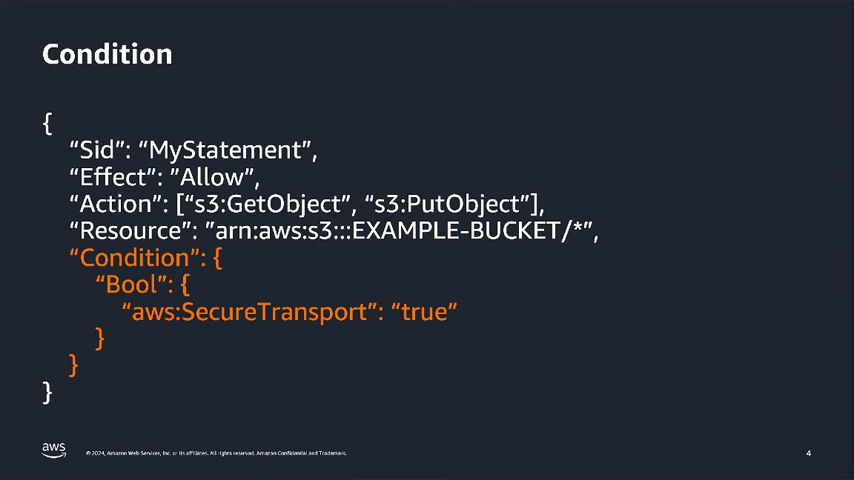 Condition
{
“Sid”: “MyStatement”,
“Effect”: ”Allow”,
“Action”: [“s3:GetObject”, “s3:PutObject”],
“Resource”: ”arn:aws:s3:::EXAMPLE-BUCKET/*”,
“Condition”: {
“Bool”: {
“aws:SecureTransport”: “true”
}
}
}
aws
© 2024, Amazon Web Services, Inc. or its affiliates. All rights reserved. Amazon Confidential and Trademark.
4